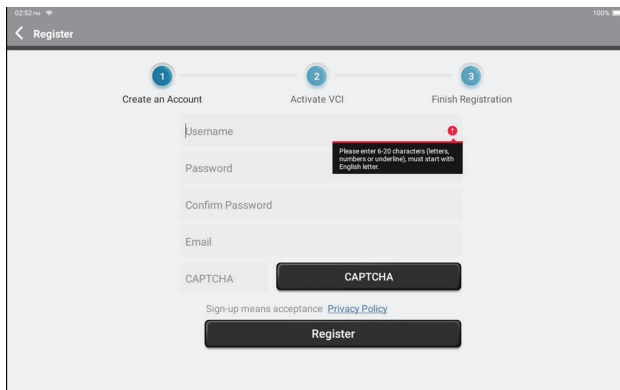 02:52 PM
100%
Register
1
2
3
Create an Account
Activate VCI
Finish Registration
Username
Please enter 6-20 characters (letters,
numbers or underline), must start with
English letter.
Password
Confirm Password
Email
CAPTCHA
CAPTCHA
Sign-up means acceptance Privacy Policy
Register